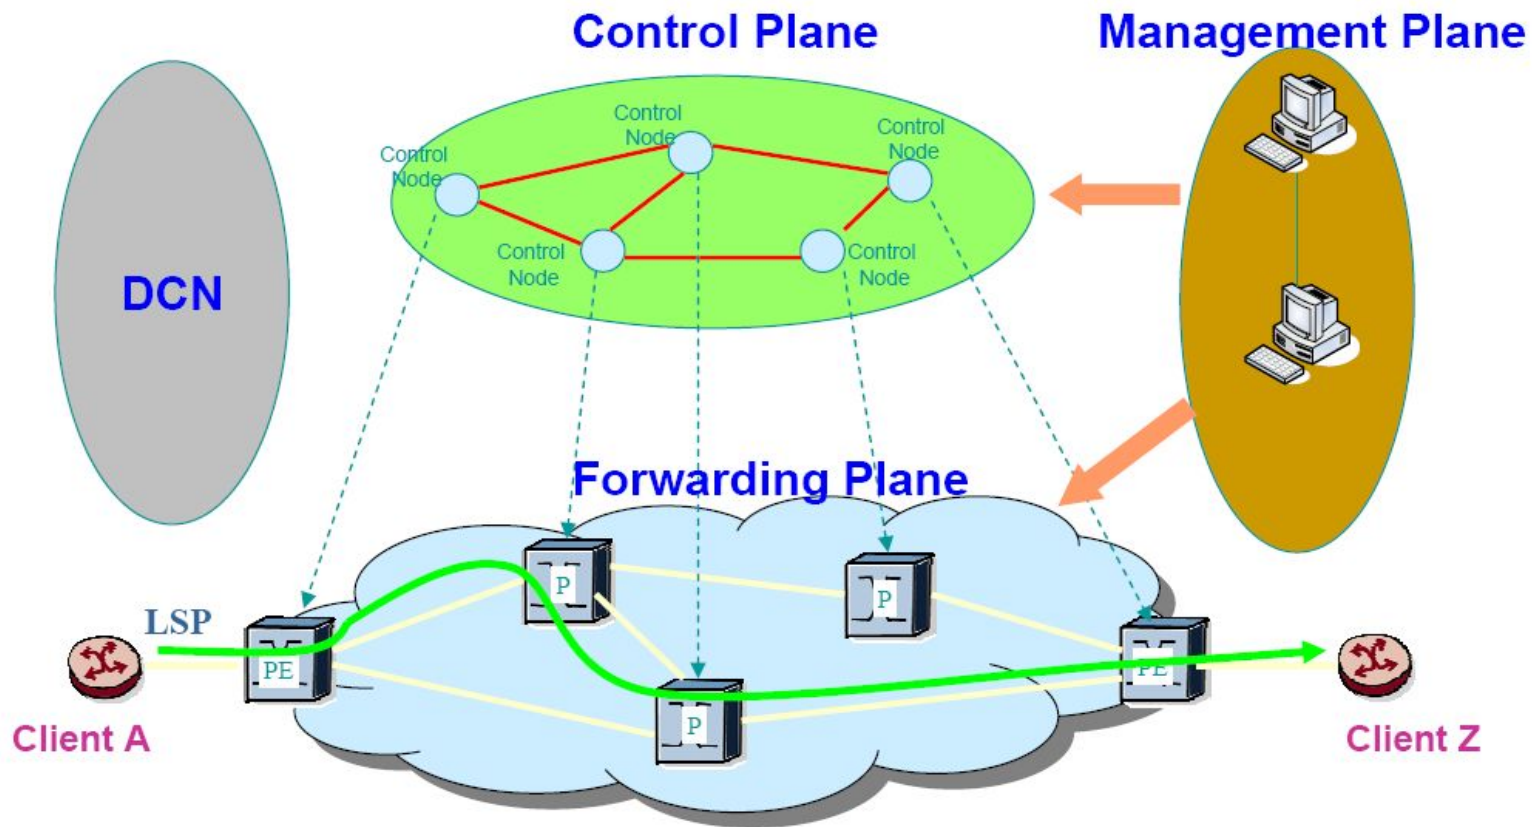 Control Plane
Management Plane
Control
Node
Control
Node
Control
Node
Control
Node
Control
Node
DCN
Forwarding Plane
P
P
LSP
PE
PE
P
Client A
Client Z